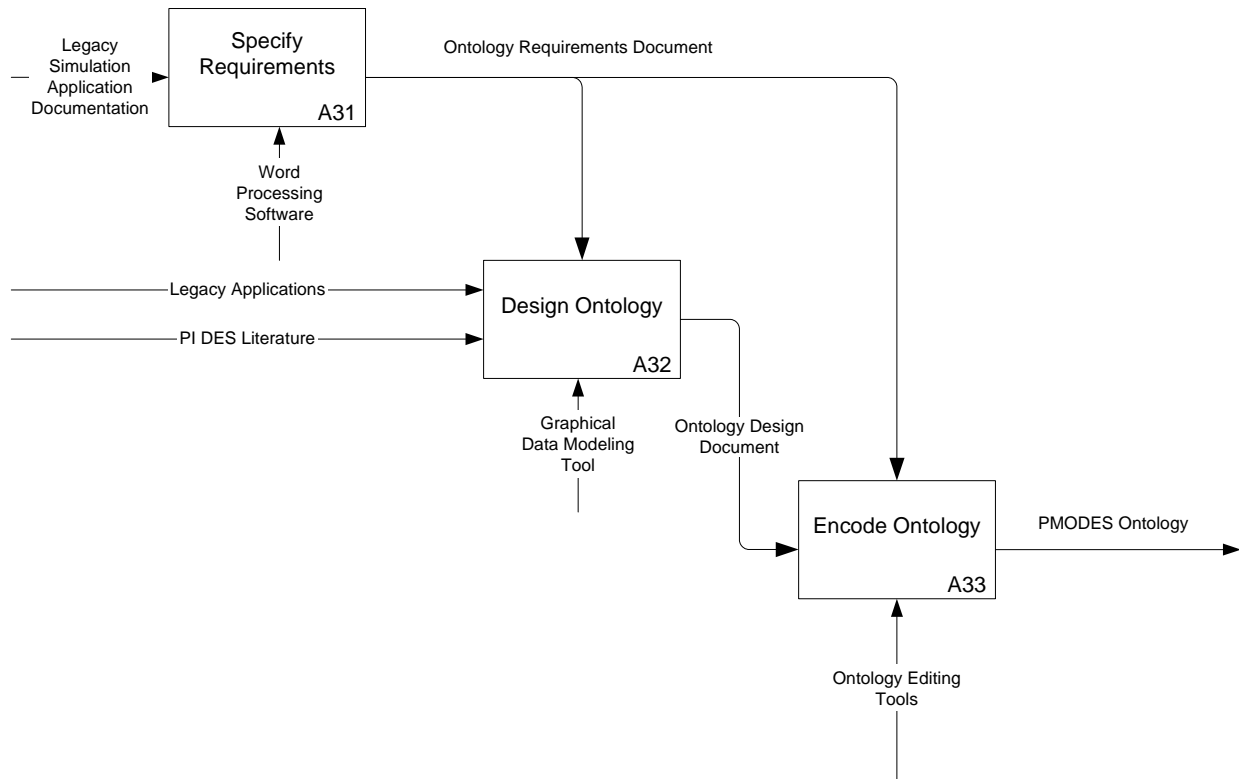 Legacy
Simulation
Application
Documentation
Specify
Requirements
A31
Ontology Requirements Document
Word
Processing
Software
Legacy Applications
PI DES Literature
Design Ontology
A32
Graphical
Data Modeling
Tool
Ontology Design
Document
Encode Ontology
A33
PMODES Ontology
Ontology Editing
Tools